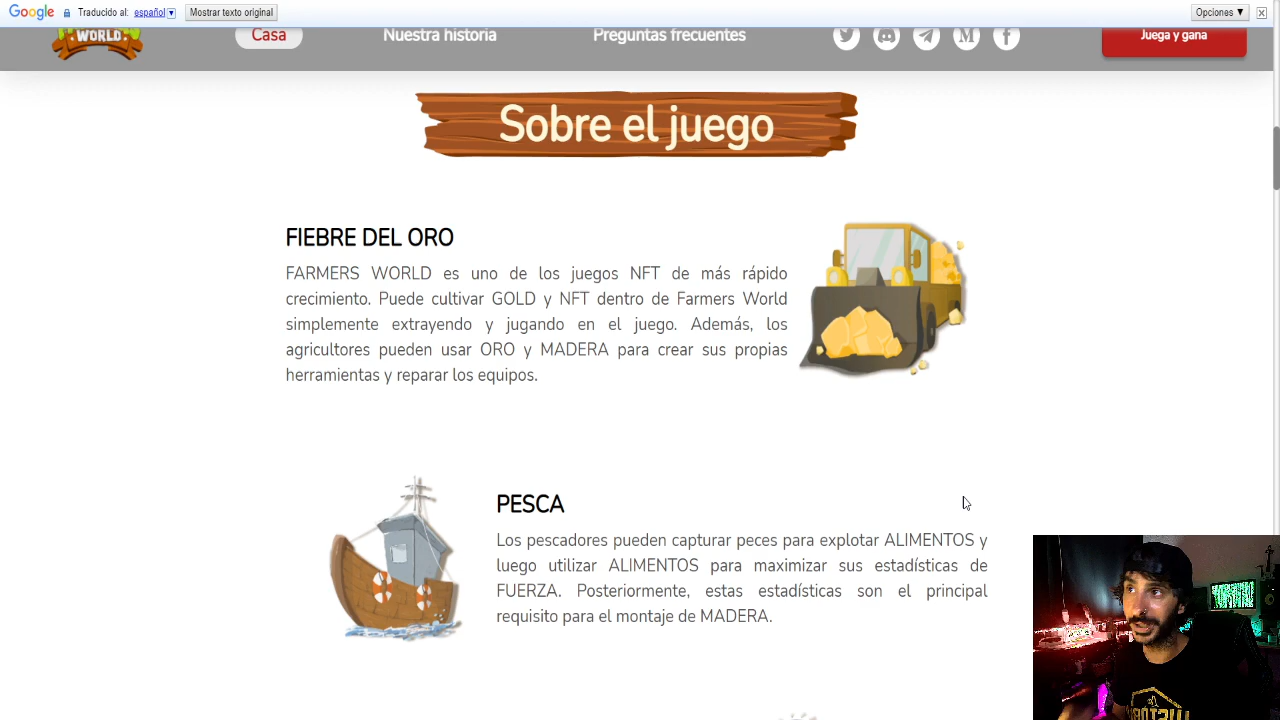 Google Traducido al: español Mostrar texto original Opciones ▼
WORLD
Casa Nuestra historia Preguntas frecuentes Juega y gana
Sobre el juego
FIEBRE DEL ORO
FARMERS WORLD es uno de los juegos NFT de más rápido
crecimiento. Puede cultivar GOLD y NFT dentro de Farmers World
simplemente extrayendo y jugando en el juego. Además, los
agricultores pueden usar ORO y MADERA para crear sus propias
herramientas y reparar los equipos.
PESCA
Los pescadores pueden capturar peces para explotar ALIMENTOS y
luego utilizar ALIMENTOS para maximizar sus estadísticas de
FUERZA. Posteriormente, estas estadísticas son el principal
requisito para el montaje de MADERA.